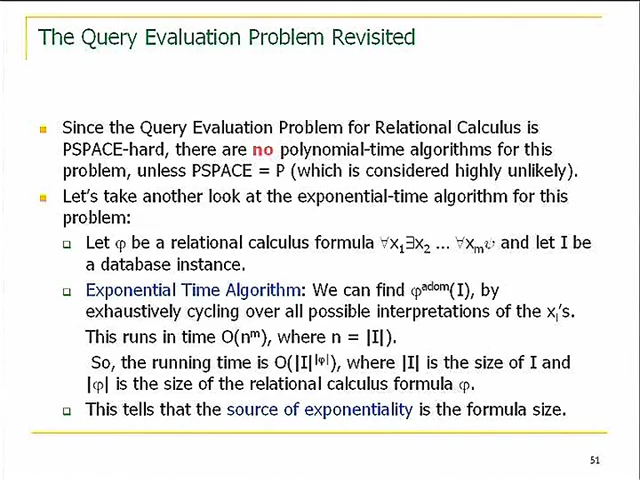 The Query Evaluation Problem Revisited
Since the Query Evaluation Problem for Relational Calculus is
PSPACE-hard, there are no polynomial-time algorithms for this
problem, unless PSPACE = P (which is considered highly unlikely).
Let's take another look at the exponential-time algorithm for this
problem:
Let φ be a relational calculus formula ∀x₁∃x₂ ... ∀xₘψ and let I be
a database instance.
Exponential Time Algorithm: We can find φᵃᵈᵒᵐ(I), by
exhaustively cycling over all possible interpretations of the xᵢ's.
This runs in time O(nᵐ), where n = |I|).
So, the running time is O(|I|^|φ|), where |I| is the size of I and
|φ| is the size of the relational calculus formula φ.
This tells that the source of exponentiality is the formula size.
51